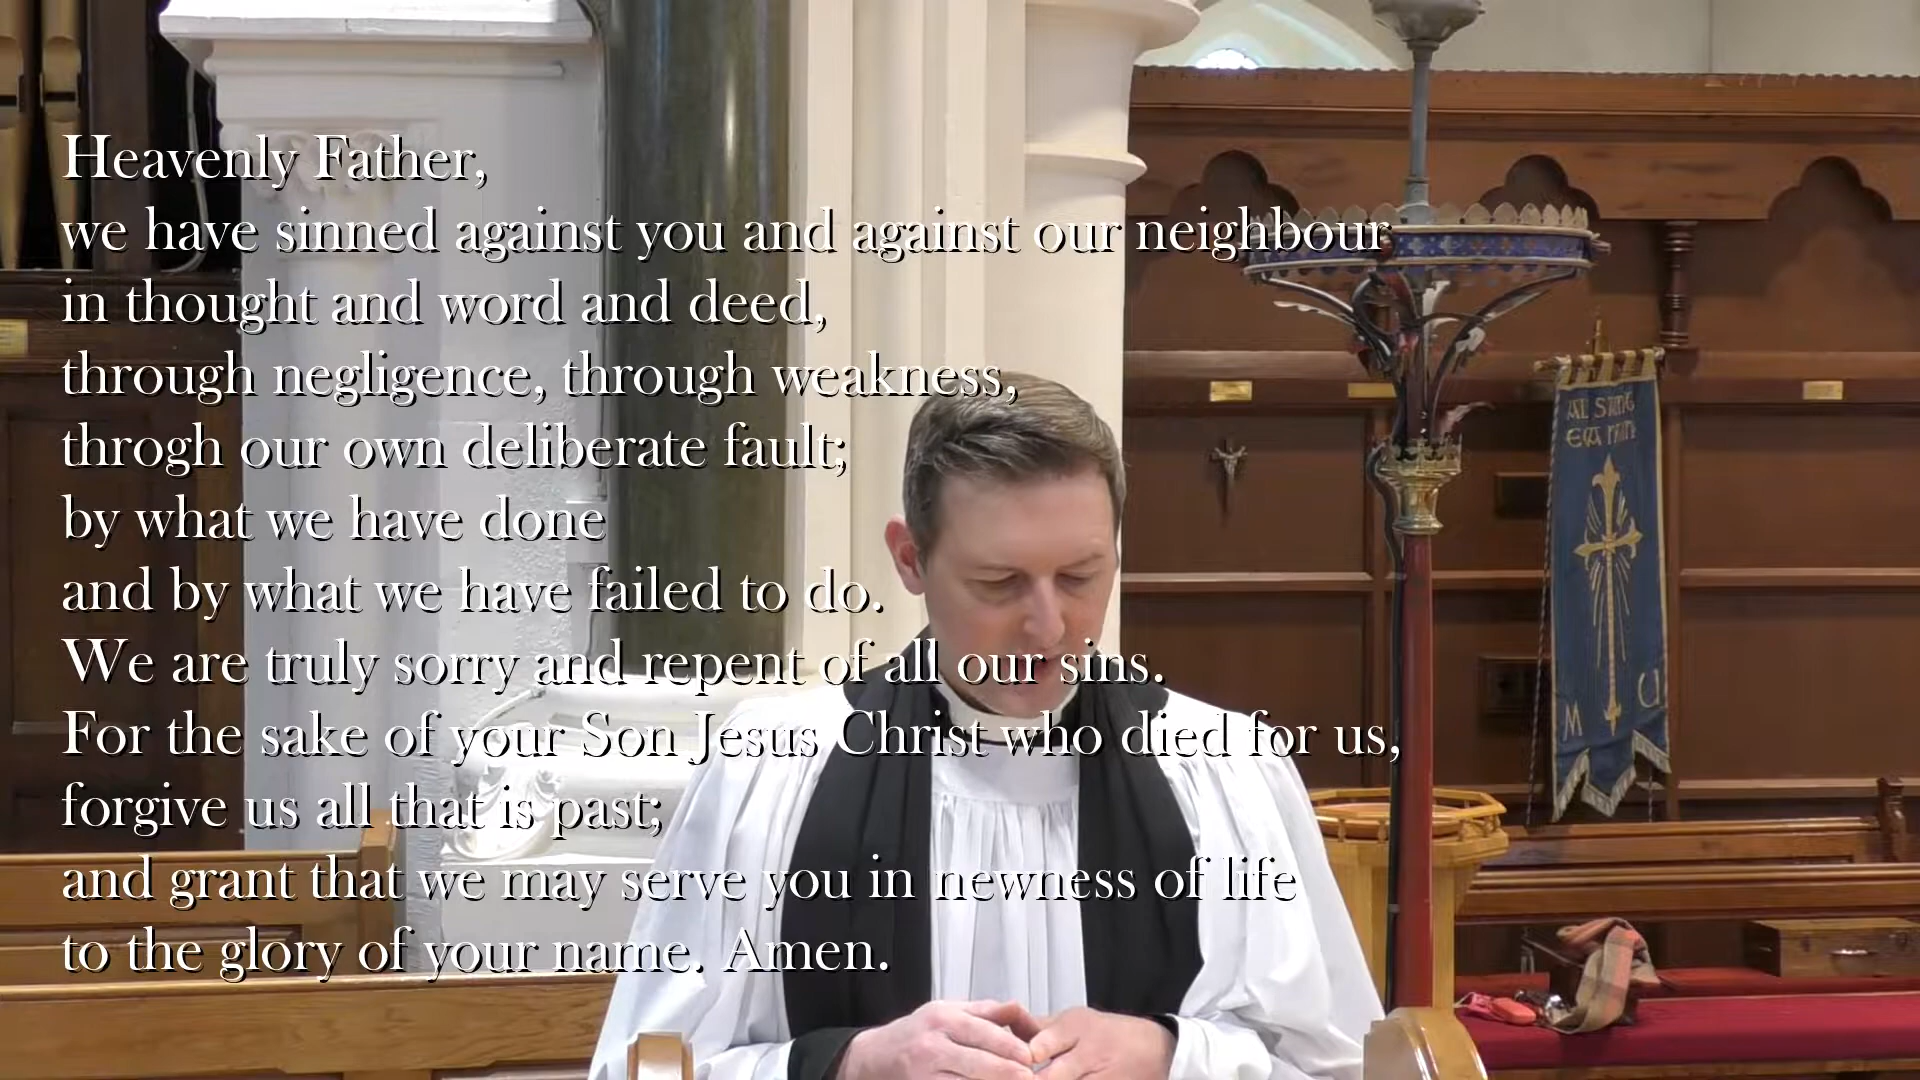 Heavenly Father,
we have sinned against you and against our neighbour
in thought and word and deed,
through negligence, through weakness,
throgh our own deliberate fault;
by what we have done
and by what we have failed to do.
We are truly sorry and repent of all our sins.
For the sake of your Son Jesus Christ who died for us,
forgive us all that is past;
and grant that we may serve you in newness of life
to the glory of your name. Amen.
M U